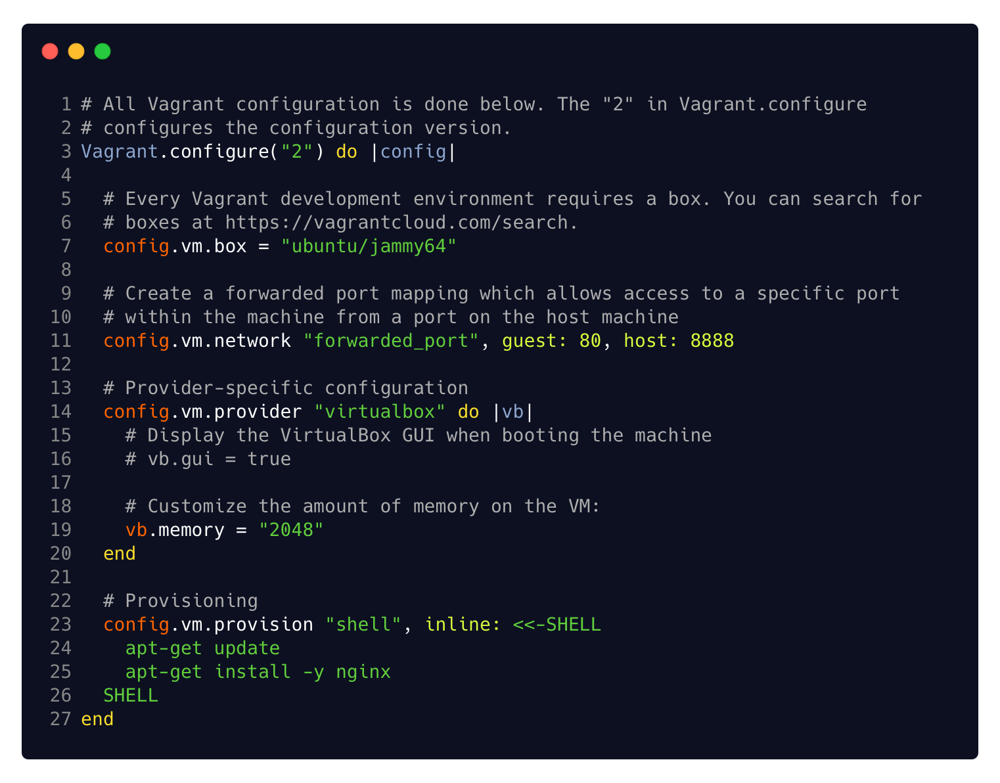 1 # All Vagrant configuration is done below. The "2" in Vagrant.configure
2 # configures the configuration version.
3 Vagrant.configure("2") do |config|
4
5   # Every Vagrant development environment requires a box. You can search for
6   # boxes at https://vagrantcloud.com/search.
7   config.vm.box = "ubuntu/jammy64"
8
9   # Create a forwarded port mapping which allows access to a specific port
10   # within the machine from a port on the host machine
11   config.vm.network "forwarded_port", guest: 80, host: 8888
12
13   # Provider-specific configuration
14   config.vm.provider "virtualbox" do |vb|
15     # Display the VirtualBox GUI when booting the machine
16     # vb.gui = true
17
18     # Customize the amount of memory on the VM:
19     vb.memory = "2048"
20   end
21
22   # Provisioning
23   config.vm.provision "shell", inline: <<-SHELL
24     apt-get update
25     apt-get install -y nginx
26   SHELL
27 end